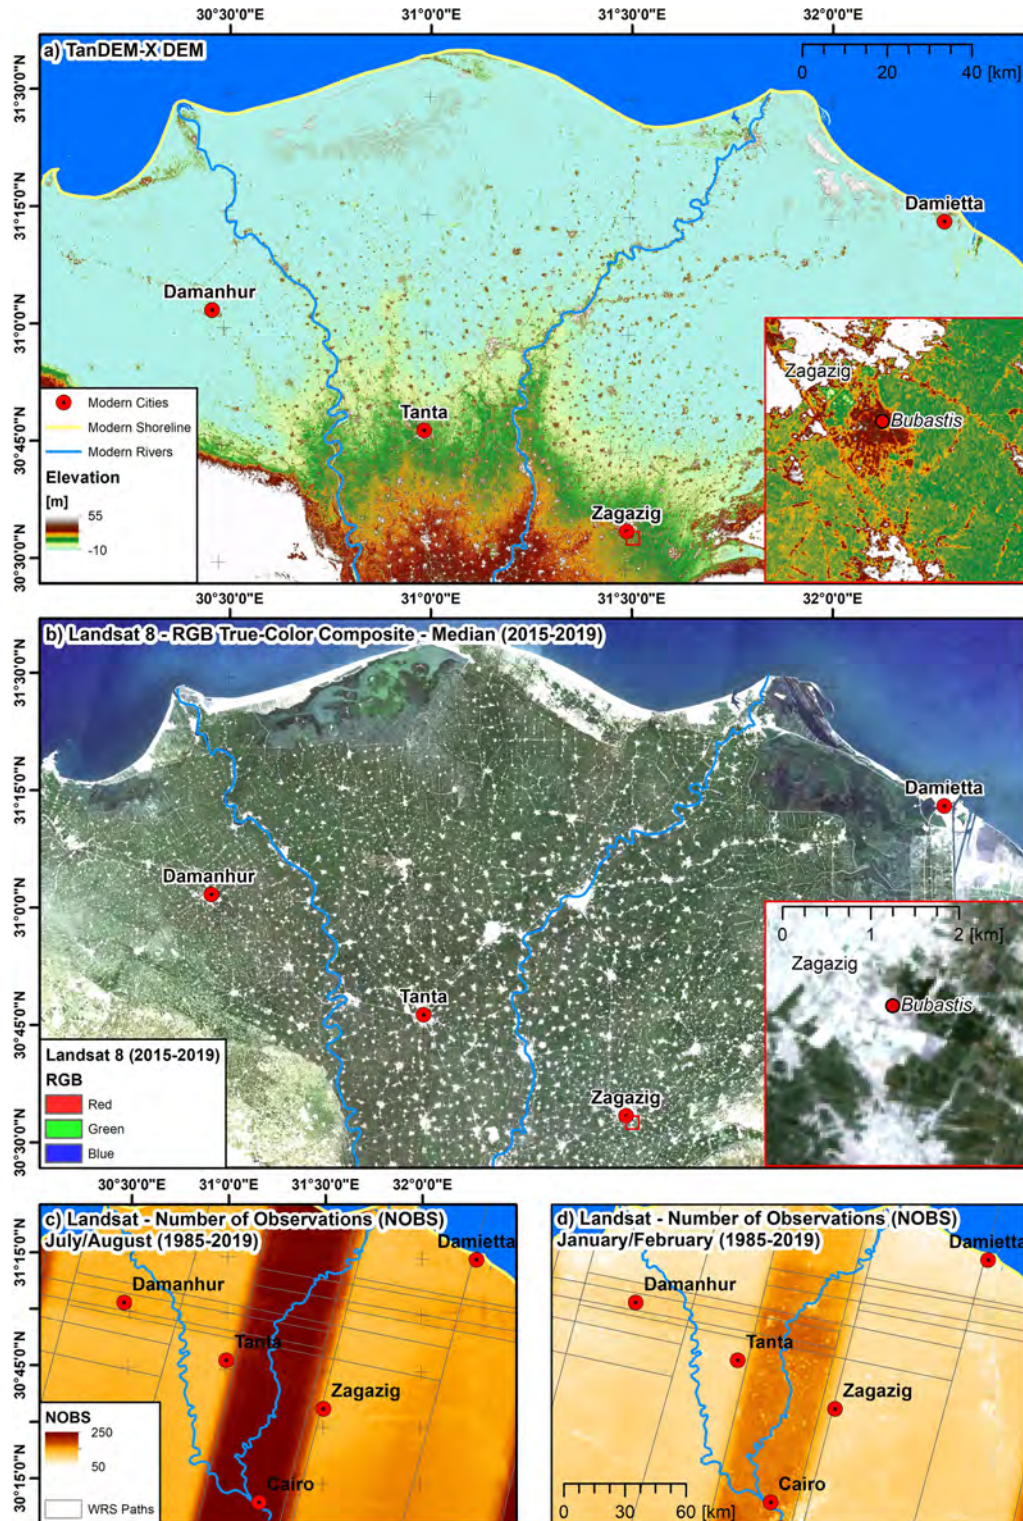 30°30'0"E 31°0'0"E 31°30'0"E 32°0'0"E
a) TanDEM-X DEM
0 20 40 [km]
31°30'0"N
31°15'0"N
31°0'0"N
30°45'0"N
30°30'0"N
Damietta
Damanhur
Tanta
Zagazig
Modern Cities
Modern Shoreline
Modern Rivers
Elevation
[m]
55
-10
Zagazig
Bubastis
30°30'0"E 31°0'0"E 31°30'0"E 32°0'0"E
b) Landsat 8 - RGB True-Color Composite - Median (2015-2019)
31°30'0"N
31°15'0"N
31°0'0"N
30°45'0"N
30°30'0"N
Damietta
Damanhur
Tanta
Zagazig
Landsat 8 (2015-2019)
RGB
Red
Green
Blue
0 1 2 [km]
Zagazig
Bubastis
30°30'0"E 31°0'0"E 31°30'0"E 32°0'0"E
c) Landsat - Number of Observations (NOBS)
July/August (1985-2019)
31°15'0"N
30°45'0"N
30°15'0"N
Damietta
Damanhur
Tanta
Zagazig
Cairo
NOBS
250
50
WRS Paths
d) Landsat - Number of Observations (NOBS)
January/February (1985-2019)
Damietta
Damanhur
Tanta
Zagazig
Cairo
0 30 60 [km]